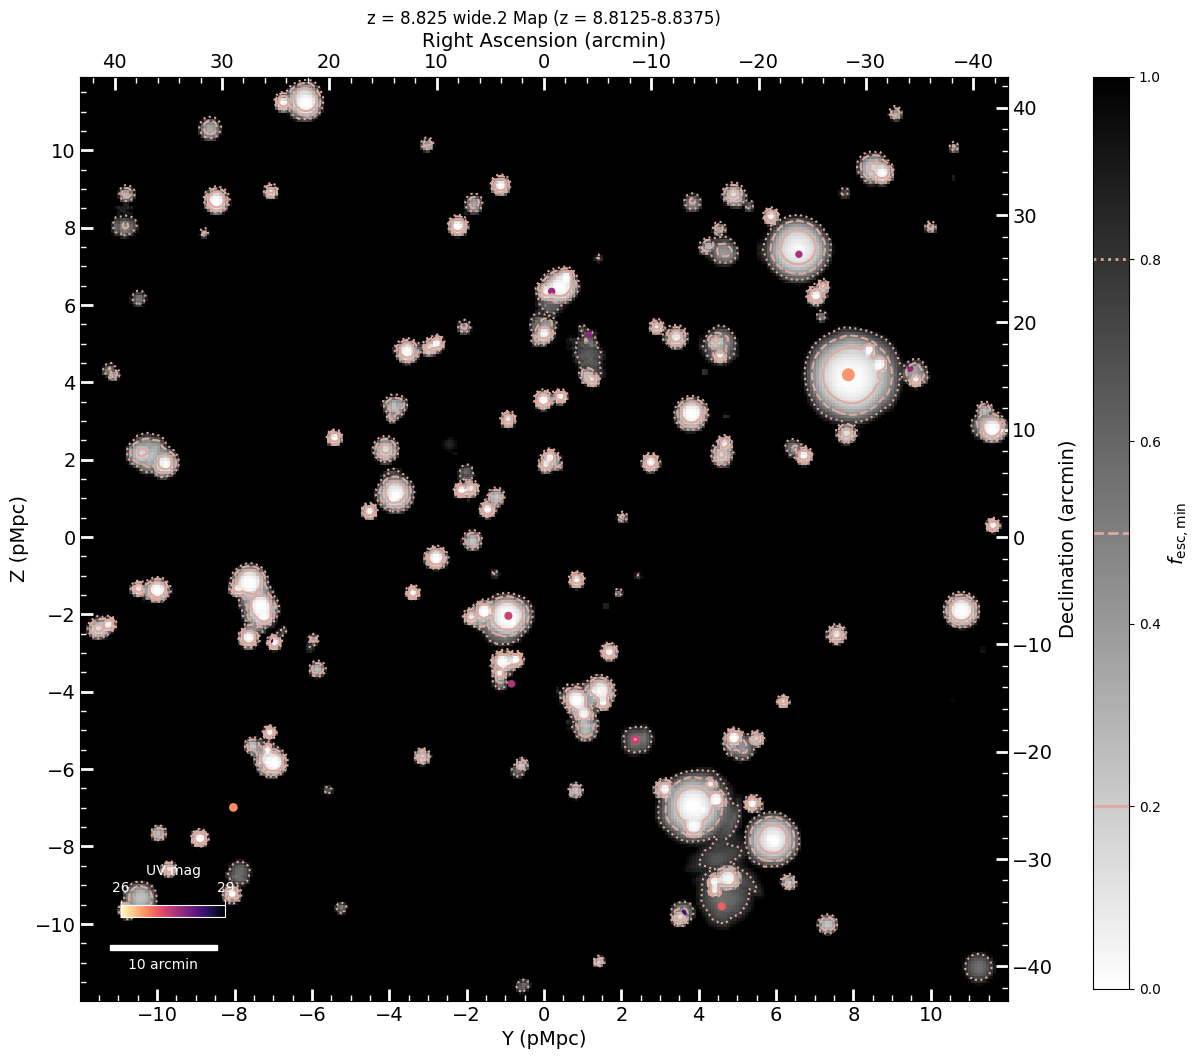 z = 8.825 wide.2 Map (z = 8.8125-8.8375)
Right Ascension (arcmin)
40 30 20 10 0 −10 −20 −30 −40
10
8
6
4
2
0
−2
−4
−6
−8
−10
Z (pMpc)
UV mag
26 29
10 arcmin
−10 −8 −6 −4 −2 0 2 4 6 8 10
Y (pMpc)
40
30
20
10
0
−10
−20
−30
−40
Declination (arcmin)
1.0
0.8
0.6
0.4
0.2
0.0
fesc,min